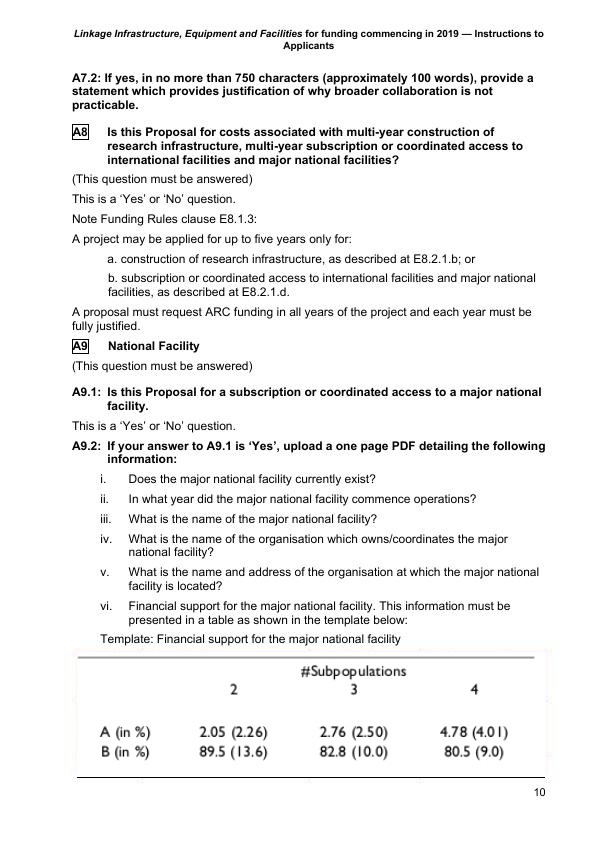 Linkage Infrastructure, Equipment and Facilities for funding commencing in 2019 — Instructions to
Applicants
A7.2: If yes, in no more than 750 characters (approximately 100 words), provide a
statement which provides justification of why broader collaboration is not
practicable.
A8 Is this Proposal for costs associated with multi-year construction of
research infrastructure, multi-year subscription or coordinated access to
international facilities and major national facilities?
(This question must be answered)
This is a ‘Yes’ or ‘No’ question.
Note Funding Rules clause E8.1.3:
A project may be applied for up to five years only for:
a. construction of research infrastructure, as described at E8.2.1.b; or
b. subscription or coordinated access to international facilities and major national
facilities, as described at E8.2.1.d.
A proposal must request ARC funding in all years of the project and each year must be
fully justified.
A9 National Facility
(This question must be answered)
A9.1: Is this Proposal for a subscription or coordinated access to a major national
facility.
This is a ‘Yes’ or ‘No’ question.
A9.2: If your answer to A9.1 is ‘Yes’, upload a one page PDF detailing the following
information:
i. Does the major national facility currently exist?
ii. In what year did the major national facility commence operations?
iii. What is the name of the major national facility?
iv. What is the name of the organisation which owns/coordinates the major
national facility?
v. What is the name and address of the organisation at which the major national
facility is located?
vi. Financial support for the major national facility. This information must be
presented in a table as shown in the template below:
Template: Financial support for the major national facility
#Subpopulations
2 3 4
A (in %) 2.05 (2.26) 2.76 (2.50) 4.78 (4.01)
B (in %) 89.5 (13.6) 82.8 (10.0) 80.5 (9.0)
10